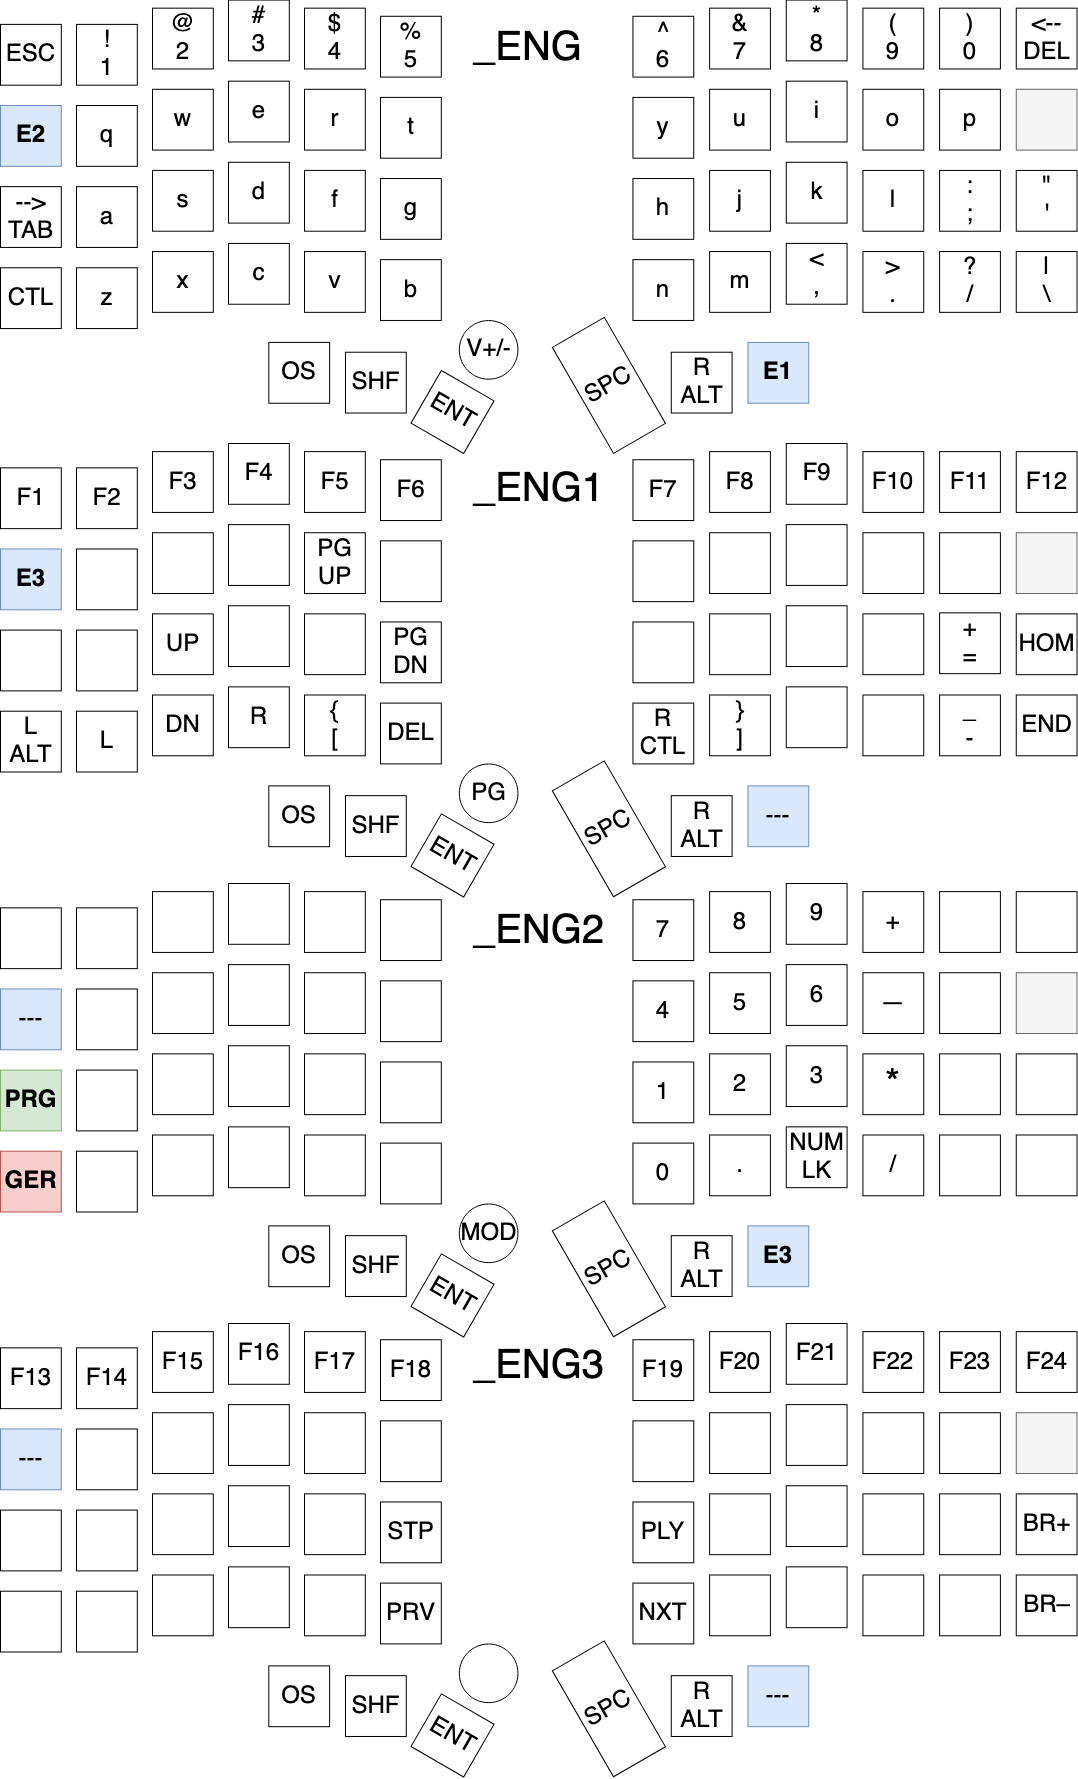 ESC ! @ # $ % _ENG ^ & * ( ) <--
1 2 3 4 5 6 7 8 9 0 DEL
E2 q w e r t y u i o p
--> a s d f g h j k l : "
TAB ; '
CTL z x c v b n m < > ? |
, . / \
OS SHF ENT V+/- SPC R E1
ALT
F1 F2 F3 F4 F5 F6 _ENG1 F7 F8 F9 F10 F11 F12
E3 PG
UP
UP PG + HOM
DN =
L L DN R { DEL R } _ END
ALT [ CTL ] -
OS SHF ENT PG SPC R ---
ALT
_ENG2 7 8 9 +
--- 4 5 6 —
PRG 1 2 3 *
GER 0 . NUM /
LK
OS SHF ENT MOD SPC R E3
ALT
F13 F14 F15 F16 F17 F18 _ENG3 F19 F20 F21 F22 F23 F24
---
STP PLY BR+
PRV NXT BR–
OS SHF ENT SPC R ---
ALT